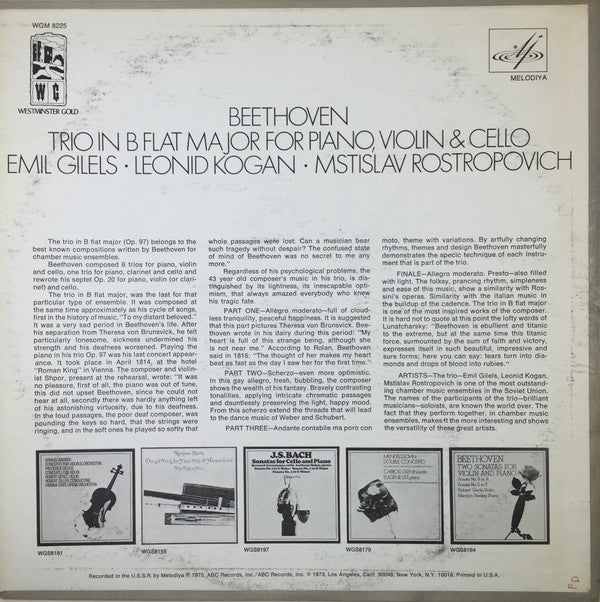 WGM 8225
WG
WESTMINSTER GOLD
MELODIYA
BEETHOVEN
TRIO IN B FLAT MAJOR FOR PIANO, VIOLIN & CELLO
EMIL GILELS · LEONID KOGAN · MSTISLAV ROSTROPOVICH
The trio in B flat major (Op. 97) belongs to the
best known compositions written by Beethoven for
chamber music ensembles.
Beethoven composed 6 trios for piano, violin
and cello, one trio for piano, clarinet and cello and
rewrote his septet Op. 20 for piano, violin (or clari-
net) and cello.
The trio in B flat major, was the last for that
particular type of ensemble. It was composed at
the same time approximately as his cycle of songs,
first in the history of music, "To my distant beloved".
It was a very sad period in Beethoven's life. After
his separation from Theresa von Brunsvick, he felt
particularly lonesome, sickness undermined his
strength and his deafness worsened. Playing the
piano in his trio Op. 97 was his last concert appear-
ance. It took place in April 1814, at the hotel
"Roman King" in Vienna. The composer and violin-
ist Shpor, present at the rehearsal, wrote: "It was
no pleasure, first of all, the piano was out of tune,
this did not upset Beethoven, since he could not
hear at all, secondly there was hardly anything left
of his astonishing virtuosity, due to his deafness.
In the loud passages, the poor deaf composer, was
pounding the keys so hard, that the strings were
ringing, and in the soft ones he played so softly that
whole passages were lost. Can a musician bear
such tragedy without despair? The confused state
of mind of Beethoven was no secret to me any
more."
Regardless of his psychological problems, the
43 year old composer's music in his trio, is dis-
tinguished by its lightness, its inescapable opti-
mism, that always amazed everybody who knew
his tragic fate.
PART ONE—Allegro, moderato—full of cloud-
less tranquility, peaceful happiness. It is suggested
that this part pictures Theresa von Brunsvick. Bee-
thoven wrote in his dairy during this period: "My
heart is full of this strange being, although she
is not near me." According to Rolan, Beethoven
said in 1816: "The thought of her makes my heart
beat as fast as the day I saw her for the first time."
PART TWO—Scherzo—even more optimistic.
In this gay allegro, fresh, bubbling, the composer
shows the wealth of his fantasy. Bravely contrasting
tonalities, applying intricate chromatic passages
and dauntlessly preserving the light, happy mood.
From this scherzo extend the threads that will lead
to the dance music of Weber and Schubert.
PART THREE—Andante contabile ma poro con
moto, theme with variations. By artfully changing
rhythms, themes and design Beethoven masterfully
demonstrates the specific technique of each instru-
ment that is part of the trio.
FINALE—Allegro moderato. Presto—also filled
with light. The folksy, prancing rhythm, simpleness
and ease of this music, show a similarity with Ros-
sini's operas. Similarly with the italian music in
the buildup of the cadence. The trio in B flat major
is one of the most inspired works of the composer.
It is hard not to quote at this point the lofty words of
Lunatcharsky: "Beethoven is ebullient and titanic
to the extreme, but at the same time this titanic
force, surmounted by the sum of faith and victory,
expresses itself in such beautiful, impressive and
sure forms; here you can say: tears turn into dia-
monds and drops of blood into rubies."
ARTISTS—The trio—Emil Gilels, Leonid Kogan,
Mstislav Rostropovich is one of the most outstand-
ing chamber music ensembles in the Soviet Union.
The names of the participants of the trio—brilliant
musicians—soloists, are known the world over. The
fact that they perform together, in chamber music
ensembles, makes it the more interesting and shows
the versatility of these great artists.
SAMUEL BARBER
CONCERTO FOR VIOLIN & ORCHESTRA
J.S. BACH
Sonatas for Cello and Piano
MENDELSSOHN
DOUBLE CONCERTO
BEETHOVEN
TWO SONATAS FOR
VIOLIN AND PIANO
WGS8181
WGS8155
WGS8197
WGS8179
WGS8164
Recorded in the U.S.S.R. by Melodiya ℗ 1973, ABC Records, Inc./ABC Records, Inc. © 1973, Los Angeles, Calif. 90048, New York, N.Y. 10019. Printed in U.S.A.